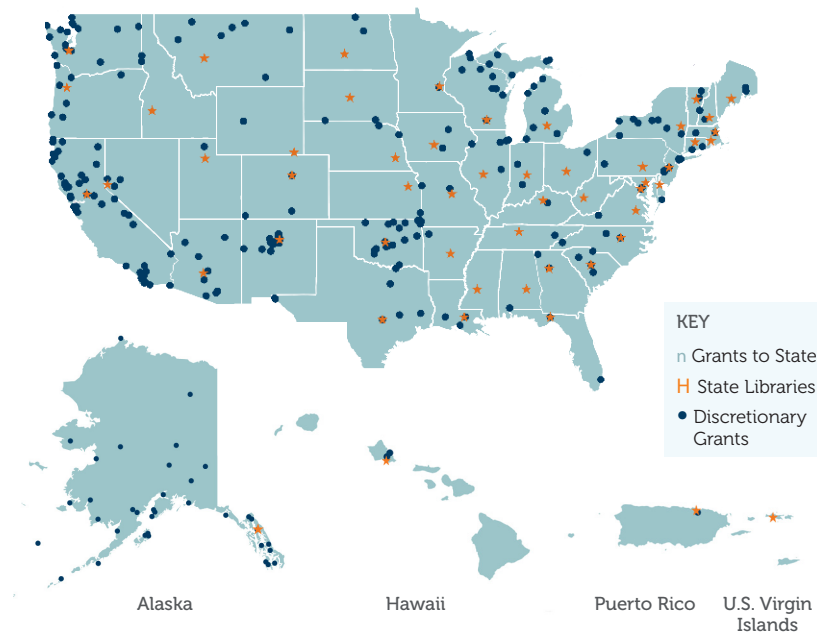 KEY
n Grants to State
H State Libraries
Discretionary
Grants
Alaska
Hawaii
Puerto Rico
U.S. Virgin
Islands